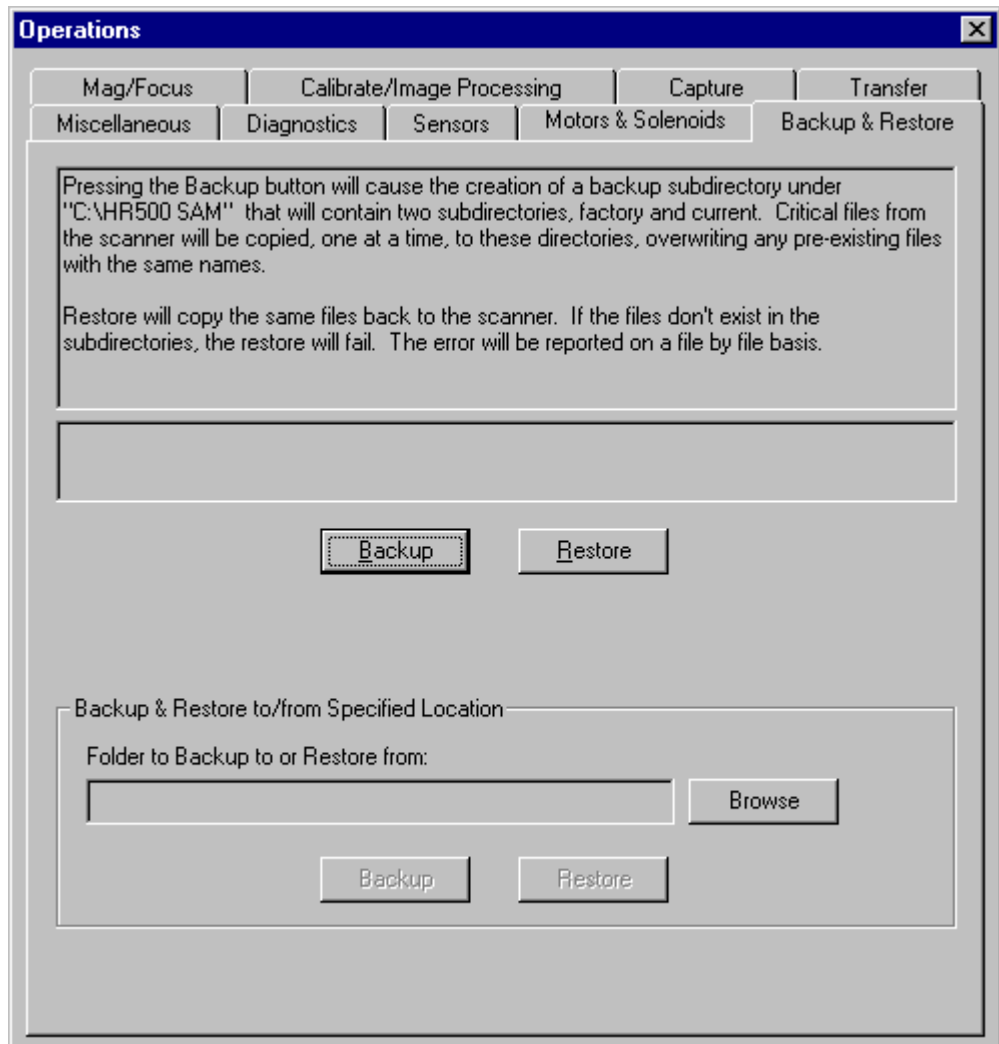 Operations
Mag/Focus Calibrate/Image Processing Capture Transfer
Miscellaneous Diagnostics Sensors Motors & Solenoids Backup & Restore
Pressing the Backup button will cause the creation of a backup subdirectory under
"C:\HR500 SAM" that will contain two subdirectories, factory and current. Critical files from
the scanner will be copied, one at a time, to these directories, overwriting any pre-existing files
with the same names.
Restore will copy the same files back to the scanner. If the files don't exist in the
subdirectories, the restore will fail. The error will be reported on a file by file basis.
Backup Restore
Backup & Restore to/from Specified Location
Folder to Backup to or Restore from:
Browse
Backup Restore